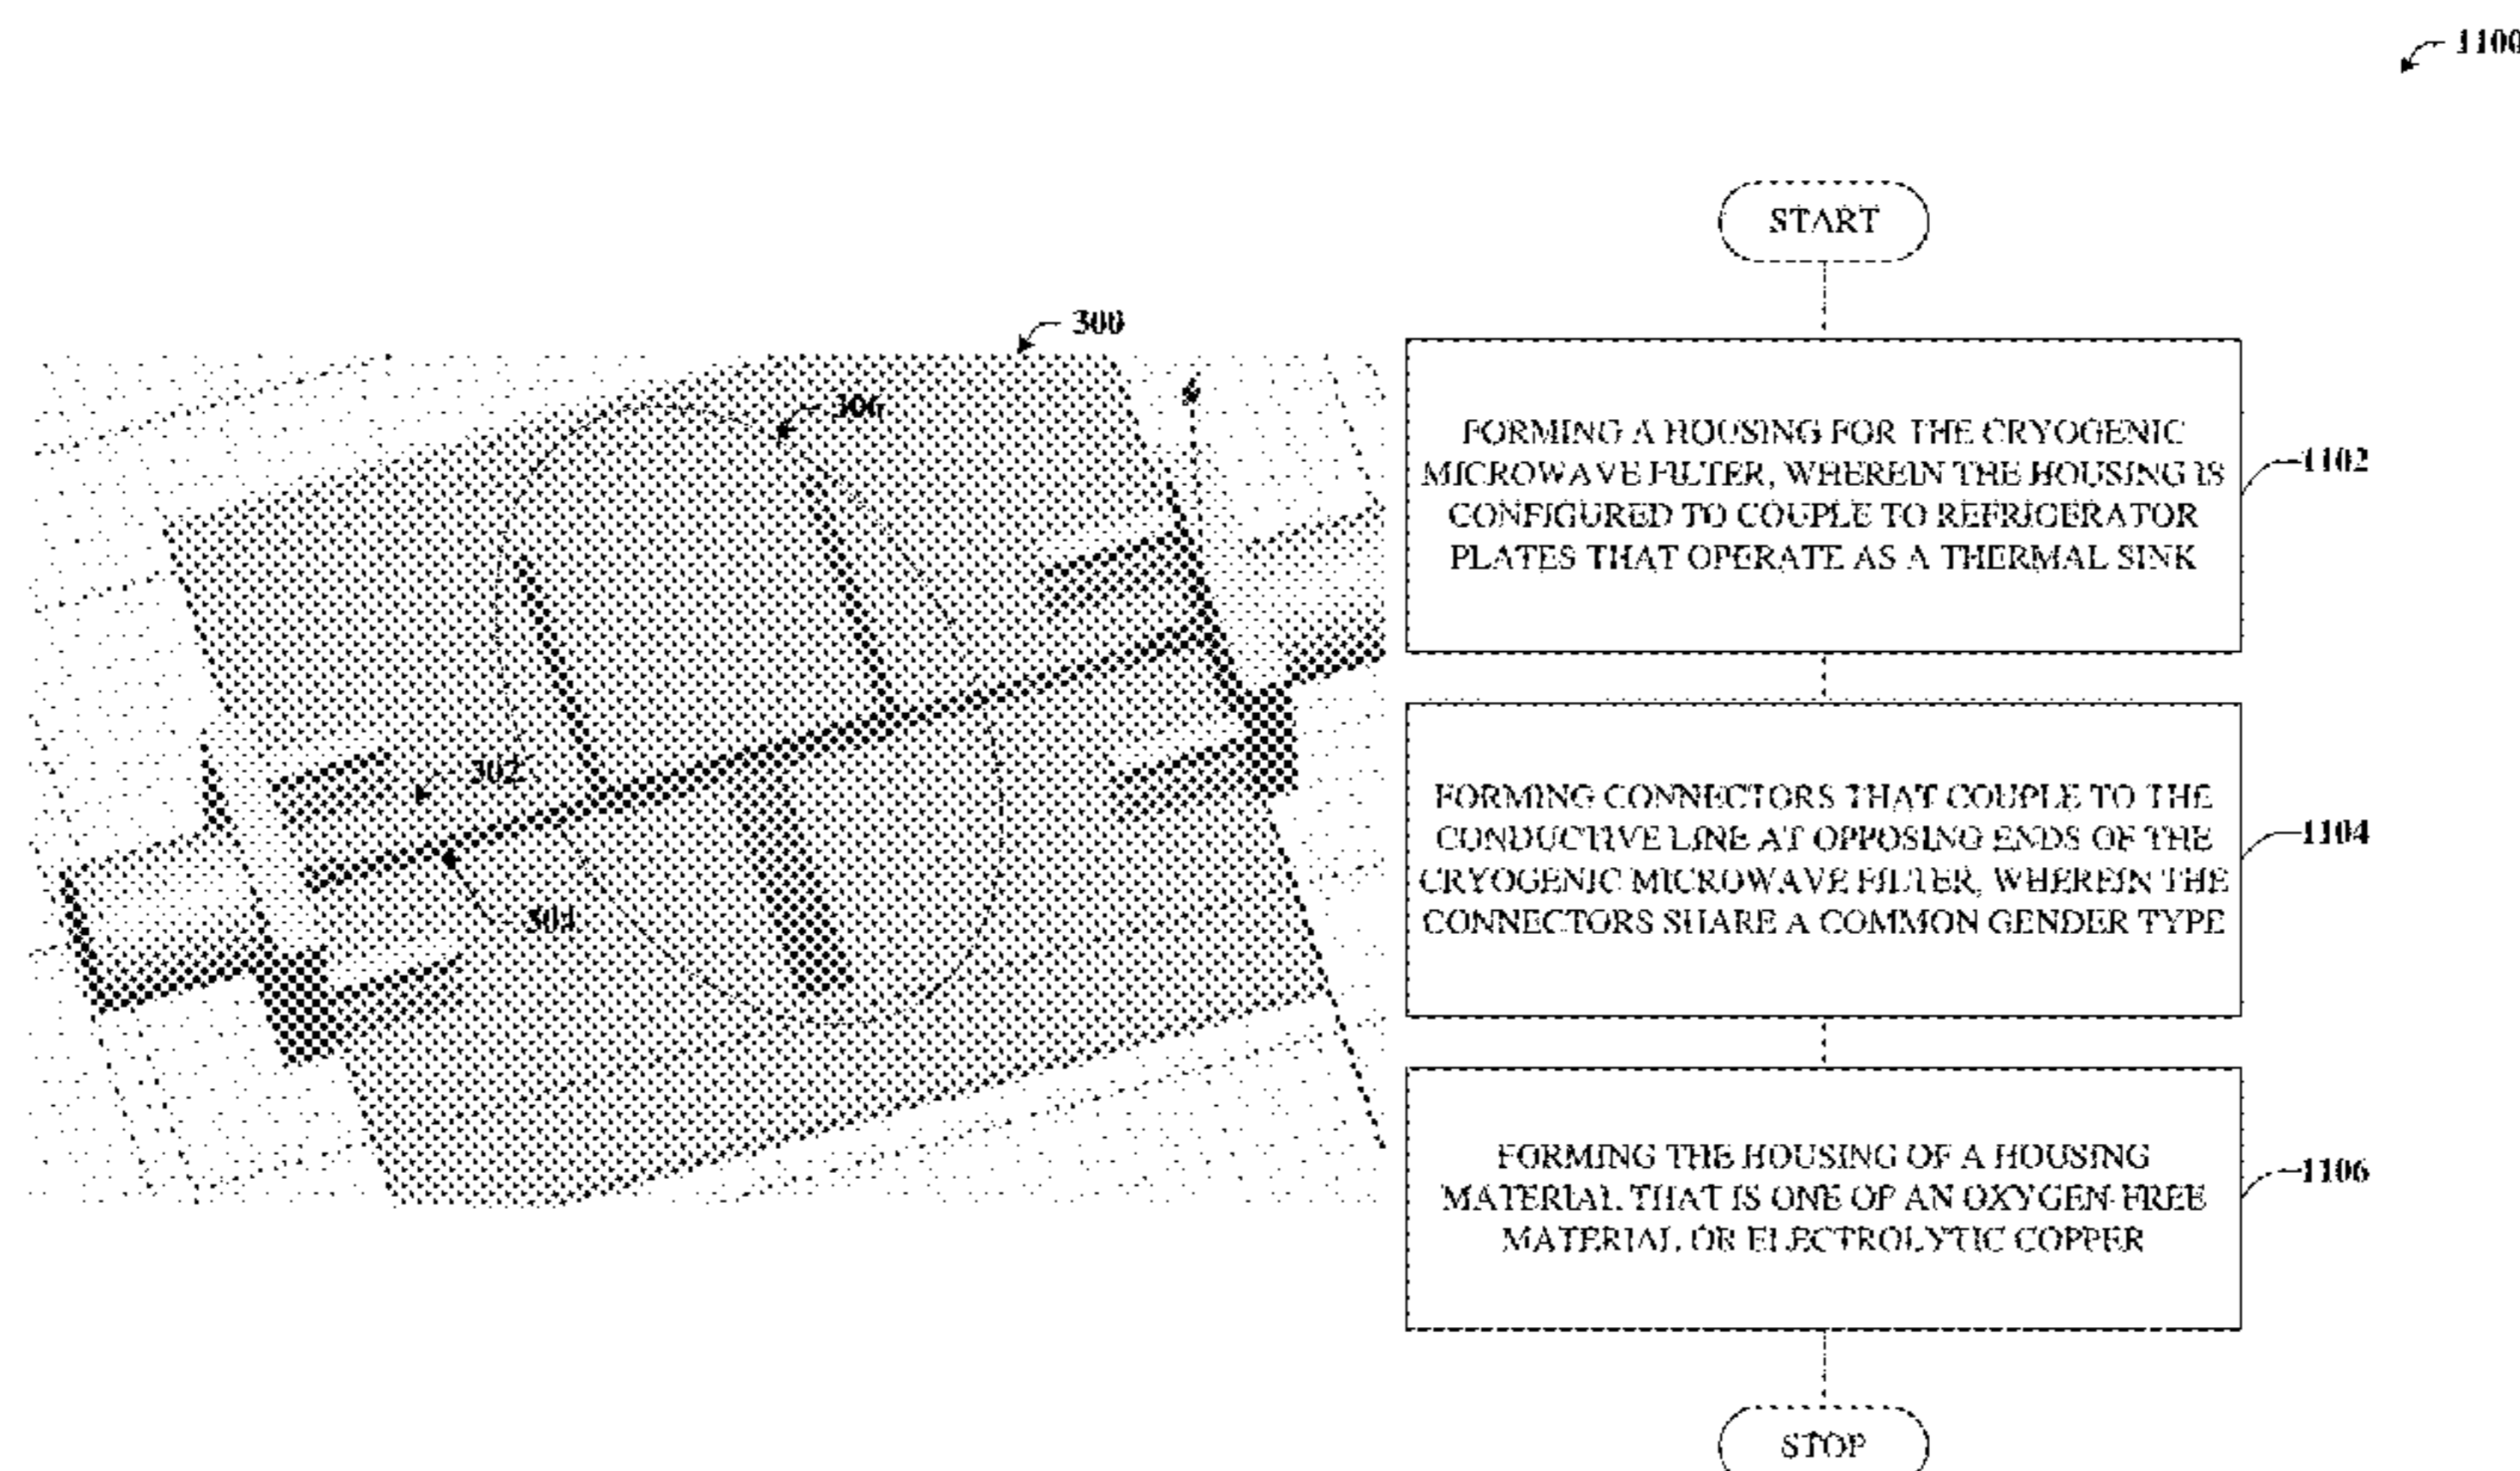 1100
300
306
302
304
START
FORMING A HOUSING FOR THE CRYOGENIC
MICROWAVE FILTER, WHEREIN THE HOUSING IS
CONFIGURED TO COUPLE TO REFRIGERATOR
PLATES THAT OPERATE AS A THERMAL SINK
1102
FORMING CONNECTORS THAT COUPLE TO THE
CONDUCTIVE LINE AT OPPOSING ENDS OF THE
CRYOGENIC MICROWAVE FILTER, WHEREIN THE
CONNECTORS SHARE A COMMON GENDER TYPE
1104
FORMING THE HOUSING OF A HOUSING
MATERIAL THAT IS ONE OF AN OXYGEN-FREE
MATERIAL OR ELECTROLYTIC COPPER
1106
STOP